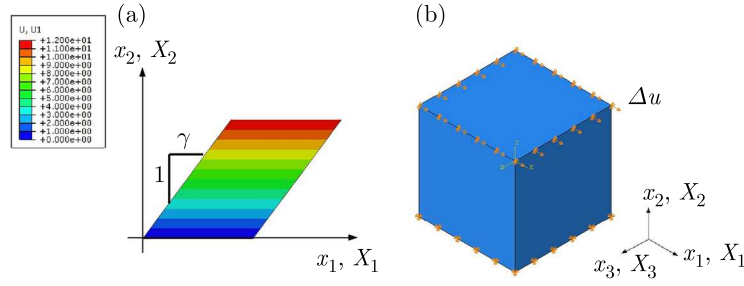 (a)
(b)
U, U1
+1.200e+01
+1.100e+01
+1.000e+01
+9.000e+00
+8.000e+00
+7.000e+00
+6.000e+00
+5.000e+00
+4.000e+00
+3.000e+00
+2.000e+00
+1.000e+00
+0.000e+00
x₂, X₂
γ
1
x₁, X₁
Δu
x₂, X₂
x₃, X₃
x₁, X₁